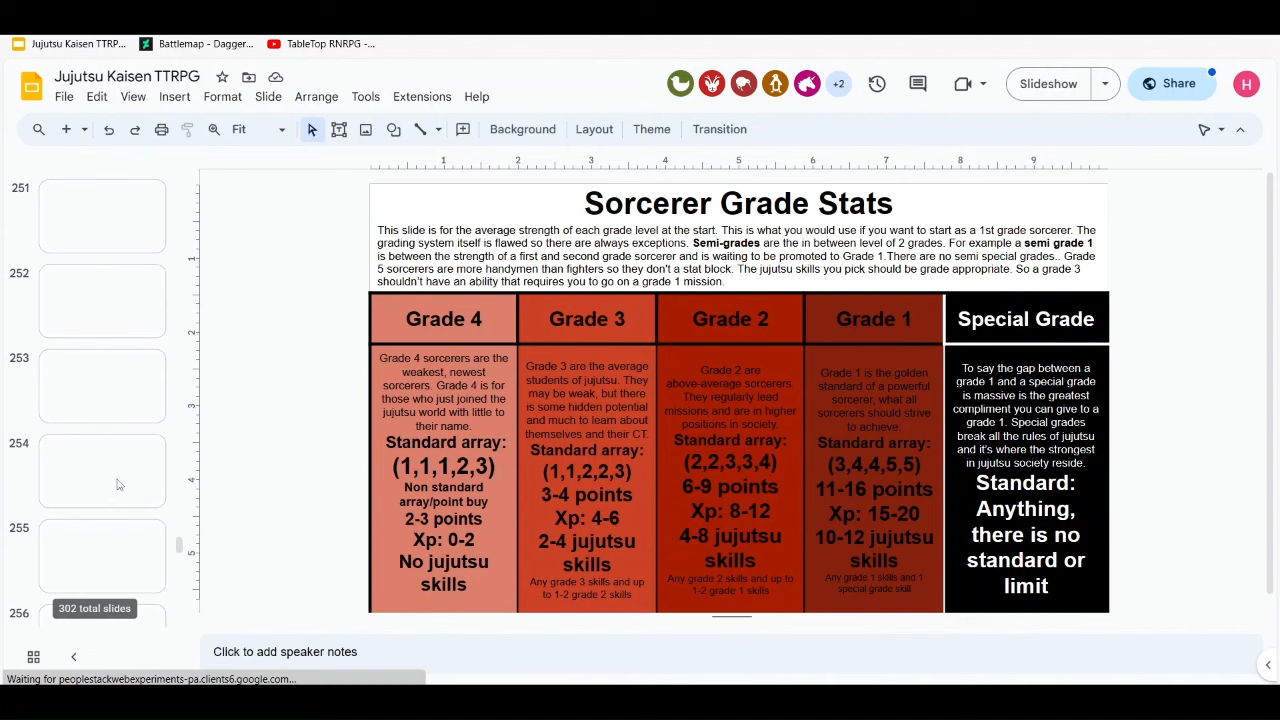 Jujutsu Kaisen TTRP...
Battlemap - Dagger...
TableTop RNRPG -...
Jujutsu Kaisen TTRPG
+2
Slideshow
Share
H
File Edit View Insert Format Slide Arrange Tools Extensions Help
Fit
Background
Layout
Theme
Transition
1 2 3 4 5 6 7 8 9
1
2
3
4
5
251
252
253
254
255
256
302 total slides
Sorcerer Grade Stats
This slide is for the average strength of each grade level at the start. This is what you would use if you want to start as a 1st grade sorcerer. The
grading system itself is flawed so there are always exceptions. Semi-grades are the in between level of 2 grades. For example a semi grade 1
is between the strength of a first and second grade sorcerer and is waiting to be promoted to Grade 1.There are no semi special grades.. Grade
5 sorcerers are more handymen than fighters so they don't a stat block. The jujutsu skills you pick should be grade appropriate. So a grade 3
shouldn't have an ability that requires you to go on a grade 1 mission.
Grade 4
Grade 4 sorcerers are the
weakest, newest
sorcerers. Grade 4 is for
those who just joined the
jujutsu world with little to
their name.
Standard array:
(1,1,1,2,3)
Non standard
array/point buy
2-3 points
Xp: 0-2
No jujutsu
skills
Grade 3
Grade 3 are the average
students of jujutsu. They
may be weak, but there
is some hidden potential
and much to learn about
themselves and their CT.
Standard array:
(1,1,2,2,3)
3-4 points
Xp: 4-6
2-4 jujutsu
skills
Any grade 3 skills and up
to 1-2 grade 2 skills
Grade 2
Grade 2 are
above-average sorcerers.
They regularly lead
missions and are in higher
positions in society.
Standard array:
(2,2,3,3,4)
6-9 points
Xp: 8-12
4-8 jujutsu
skills
Any grade 2 skills and up to
1-2 grade 1 skills
Grade 1
Grade 1 is the golden
standard of a powerful
sorcerer, what all
sorcerers should strive
to achieve.
Standard array:
(3,4,4,5,5)
11-16 points
Xp: 15-20
10-12 jujutsu
skills
Any grade 1 skills and 1
special grade skill
Special Grade
To say the gap between a
grade 1 and a special grade
is massive is the greatest
compliment you can give to a
grade 1. Special grades
break all the rules of jujutsu
and it's where the strongest
in jujutsu society reside.
Standard:
Anything,
there is no
standard or
limit
Click to add speaker notes
Waiting for peoplestackwebexperiments-pa.clients6.google.com...